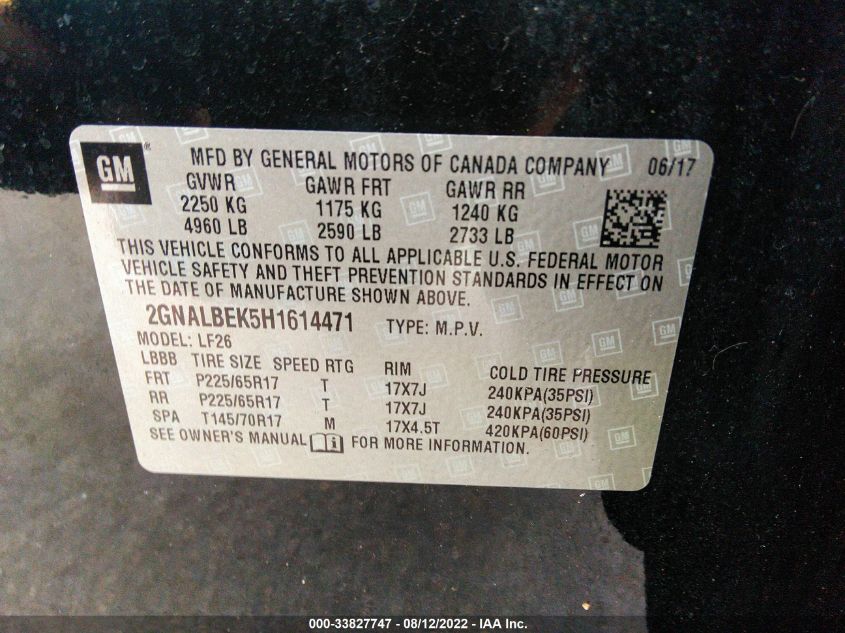 GM ® MFD BY GENERAL MOTORS OF CANADA COMPANY 06/17
GVWR GAWR FRT GAWR RR
2250 KG 1175 KG 1240 KG
4960 LB 2590 LB 2733 LB
THIS VEHICLE CONFORMS TO ALL APPLICABLE U.S. FEDERAL MOTOR
VEHICLE SAFETY AND THEFT PREVENTION STANDARDS IN EFFECT ON
THE DATE OF MANUFACTURE SHOWN ABOVE.
2GNALBEK5H1614471 TYPE: M.P.V.
MODEL: LF26
LBBB TIRE SIZE SPEED RTG RIM COLD TIRE PRESSURE
FRT P225/65R17 T 17X7J 240KPA(35PSI)
RR P225/65R17 T 17X7J 240KPA(35PSI)
SPA T145/70R17 M 17X4.5T 420KPA(60PSI)
SEE OWNER'S MANUAL FOR MORE INFORMATION.
000-33827747 - 08/12/2022 - IAA Inc.